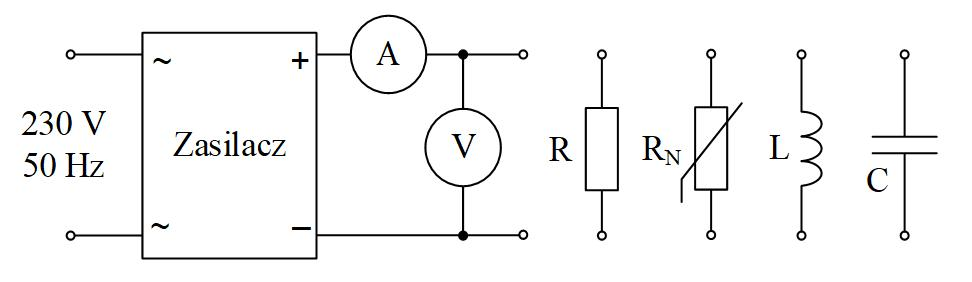 ~ +
A
230 V
50 Hz
Zasilacz
V
R
R_N
L
C
~ −